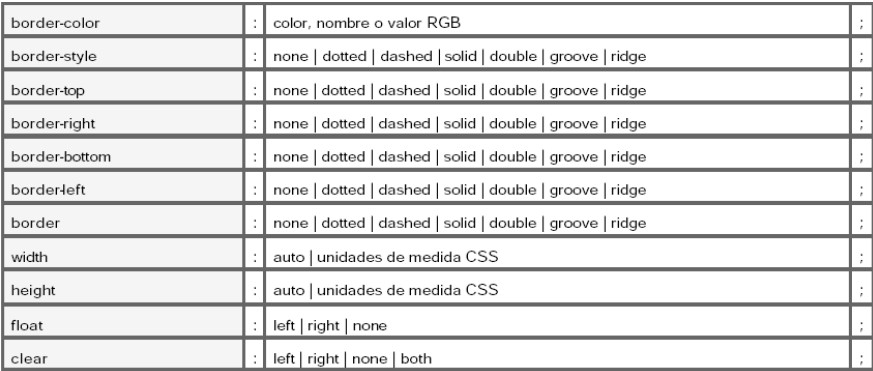 border-color : color, nombre o valor RGB ;
border-style : none | dotted | dashed | solid | double | groove | ridge ;
border-top : none | dotted | dashed | solid | double | groove | ridge ;
border-right : none | dotted | dashed | solid | double | groove | ridge ;
border-bottom : none | dotted | dashed | solid | double | groove | ridge ;
border-left : none | dotted | dashed | solid | double | groove | ridge ;
border : none | dotted | dashed | solid | double | groove | ridge ;
width : auto | unidades de medida CSS ;
height : auto | unidades de medida CSS ;
float : left | right | none ;
clear : left | right | none | both ;